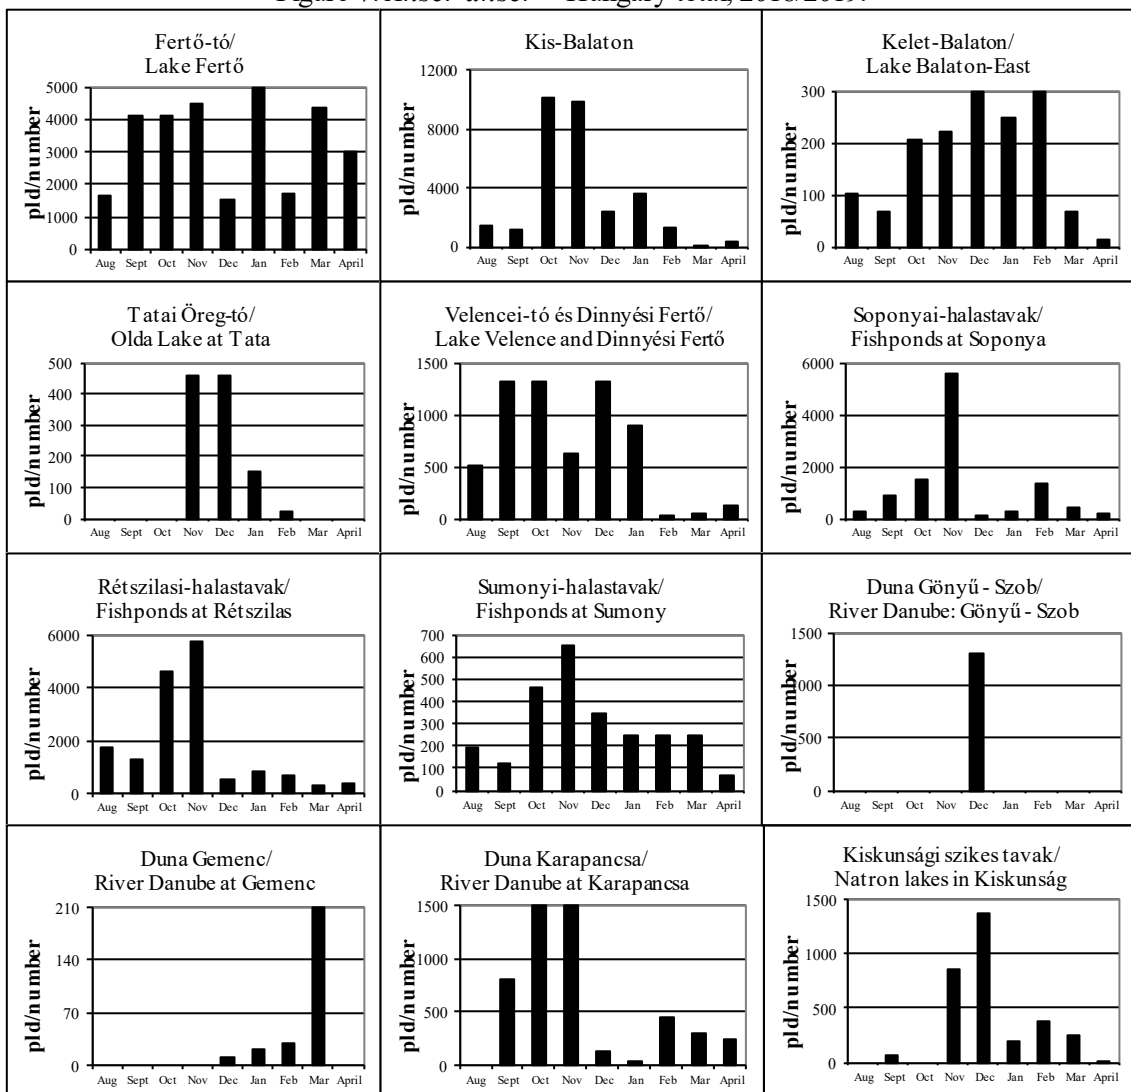 Fertő-tó/
Lake Fertő
pld/number
5000
4000
3000
2000
1000
0
Aug Sept Oct Nov Dec Jan Feb Mar April
Kis-Balaton
pld/number
12000
8000
4000
0
Aug Sept Oct Nov Dec Jan Feb Mar April
Kelet-Balaton/
Lake Balaton-East
pld/number
300
200
100
0
Aug Sept Oct Nov Dec Jan Feb Mar April
Tatai Öreg-tó/
Olda Lake at Tata
pld/number
500
400
300
200
100
0
Aug Sept Oct Nov Dec Jan Feb Mar April
Velencei-tó és Dinnyési Fertő/
Lake Velence and Dinnyési Fertő
pld/number
1500
1000
500
0
Aug Sept Oct Nov Dec Jan Feb Mar April
Soponyai-halastavak/
Fishponds at Soponya
pld/number
6000
4000
2000
0
Aug Sept Oct Nov Dec Jan Feb Mar April
Rétszilasi-halastavak/
Fishponds at Rétszilas
pld/number
6000
4000
2000
0
Aug Sept Oct Nov Dec Jan Feb Mar April
Sumonyi-halastavak/
Fishponds at Sumony
pld/number
700
600
500
400
300
200
100
0
Aug Sept Oct Nov Dec Jan Feb Mar April
Duna Gönyű - Szob/
River Danube: Gönyű - Szob
pld/number
1500
1000
500
0
Aug Sept Oct Nov Dec Jan Feb Mar April
Duna Gemenc/
River Danube at Gemenc
pld/number
210
140
70
0
Aug Sept Oct Nov Dec Jan Feb Mar April
Duna Karapancsa/
River Danube at Karapancsa
pld/number
1500
1000
500
0
Aug Sept Oct Nov Dec Jan Feb Mar April
Kiskunsági szikes tavak/
Natron lakes in Kiskunság
pld/number
1500
1000
500
0
Aug Sept Oct Nov Dec Jan Feb Mar April